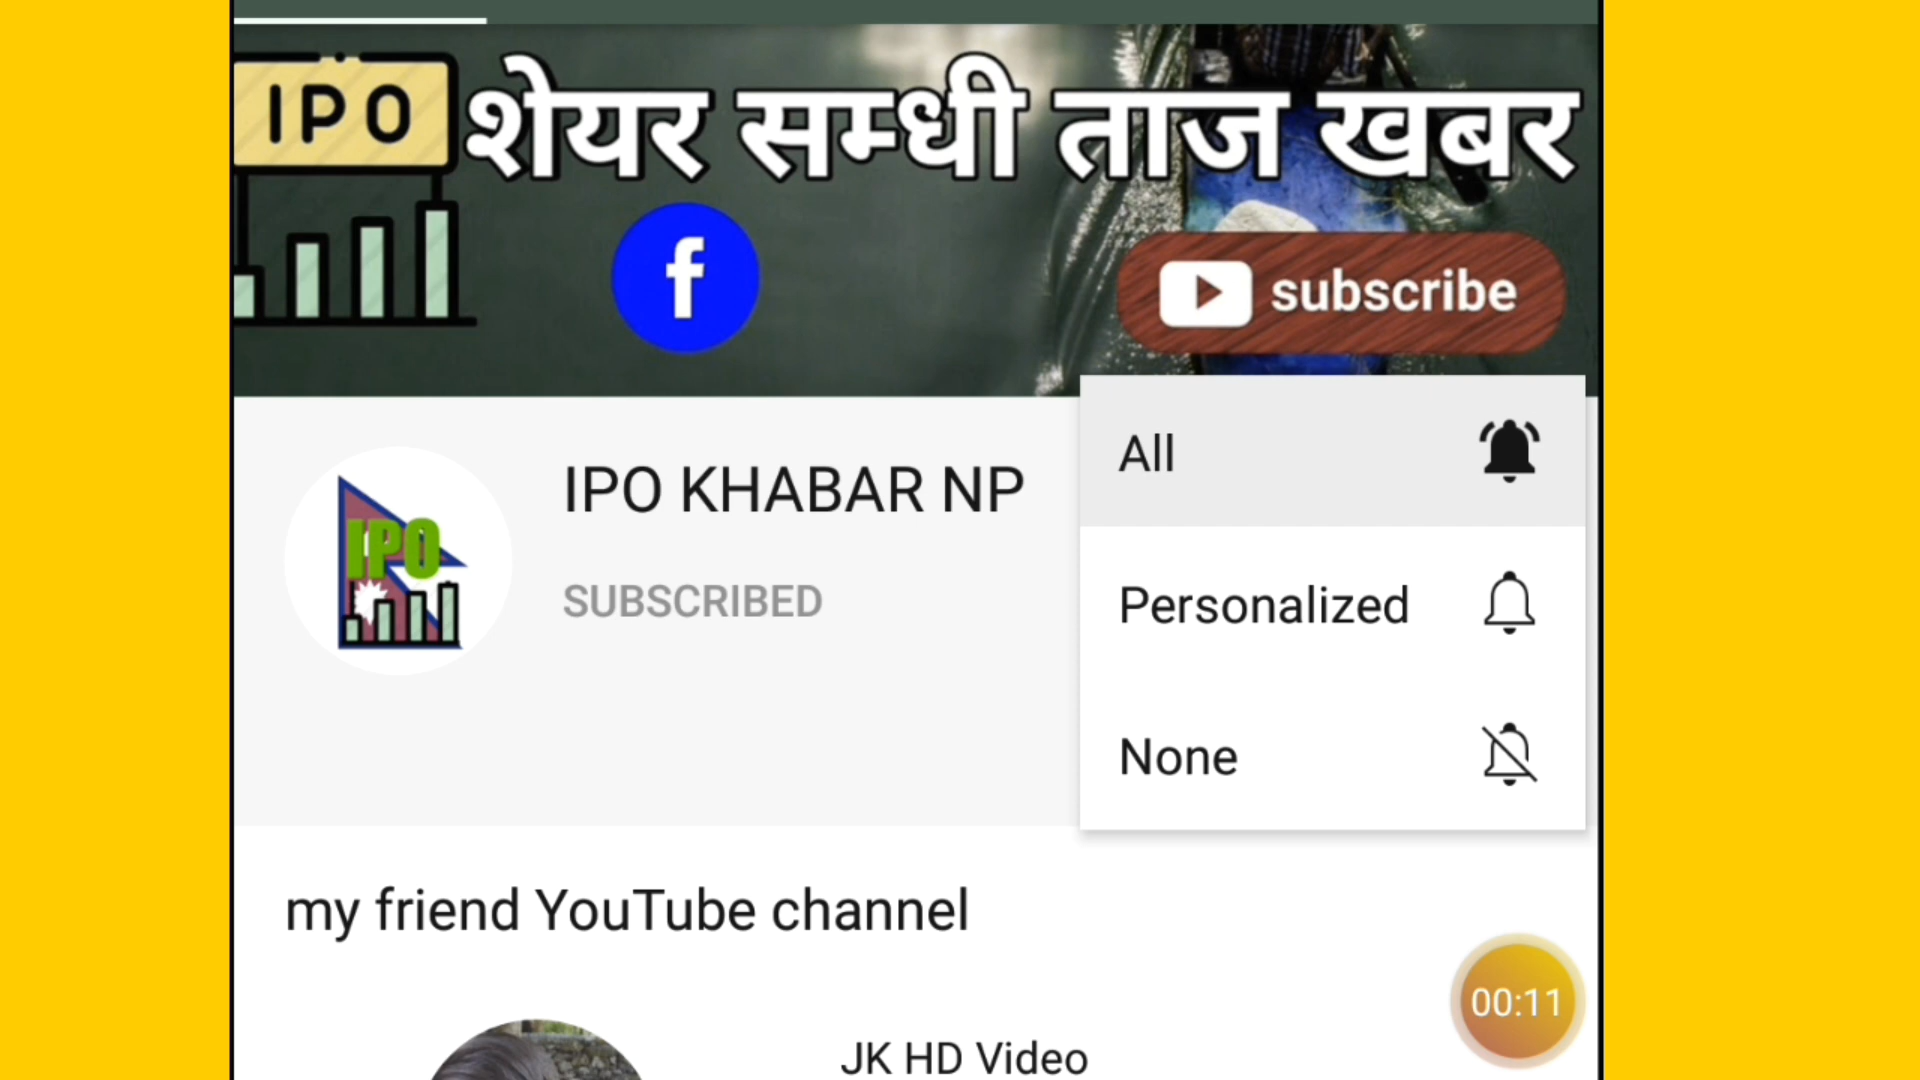 IPO शेयर सम्धी ताज खबर
f
subscribe
IPO
IPO KHABAR NP
SUBSCRIBED
All
Personalized
None
my friend YouTube channel
00:11
JK HD Video